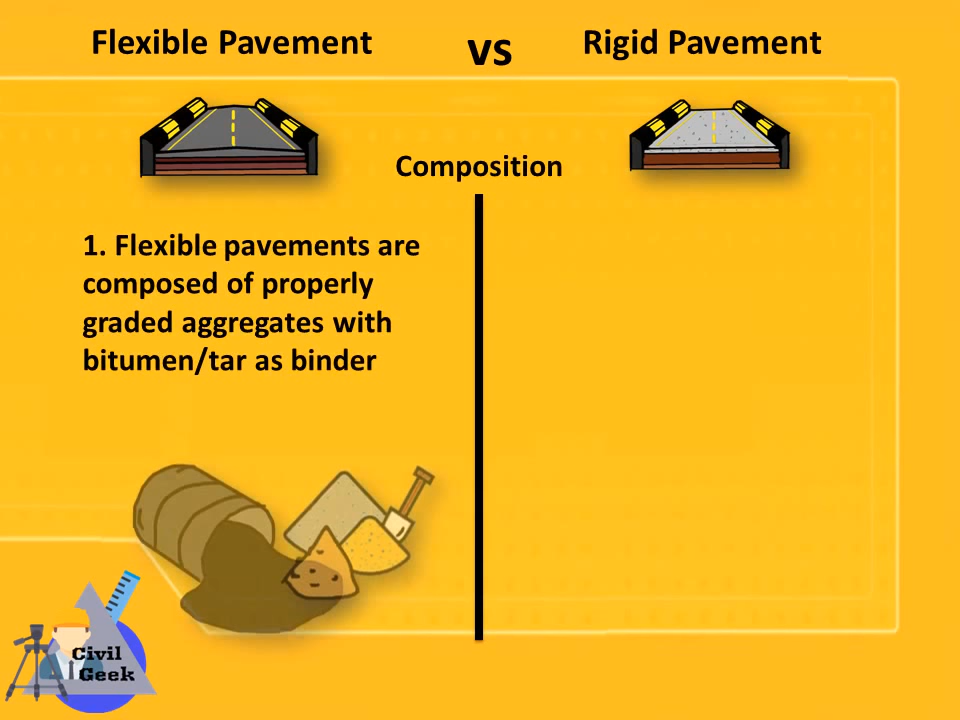 Flexible Pavement
vs
Rigid Pavement
Composition
1. Flexible pavements are
composed of properly
graded aggregates with
bitumen/tar as binder
Civil
Geek